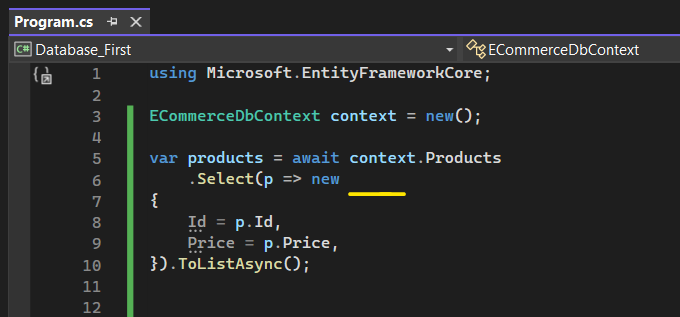 Program.cs
Database_First
ECommerceDbContext
1 using Microsoft.EntityFrameworkCore;
2
3 ECommerceDbContext context = new();
4
5 var products = await context.Products
6 .Select(p => new
7 {
8 Id = p.Id,
9 Price = p.Price,
10 }).ToListAsync();
11
12